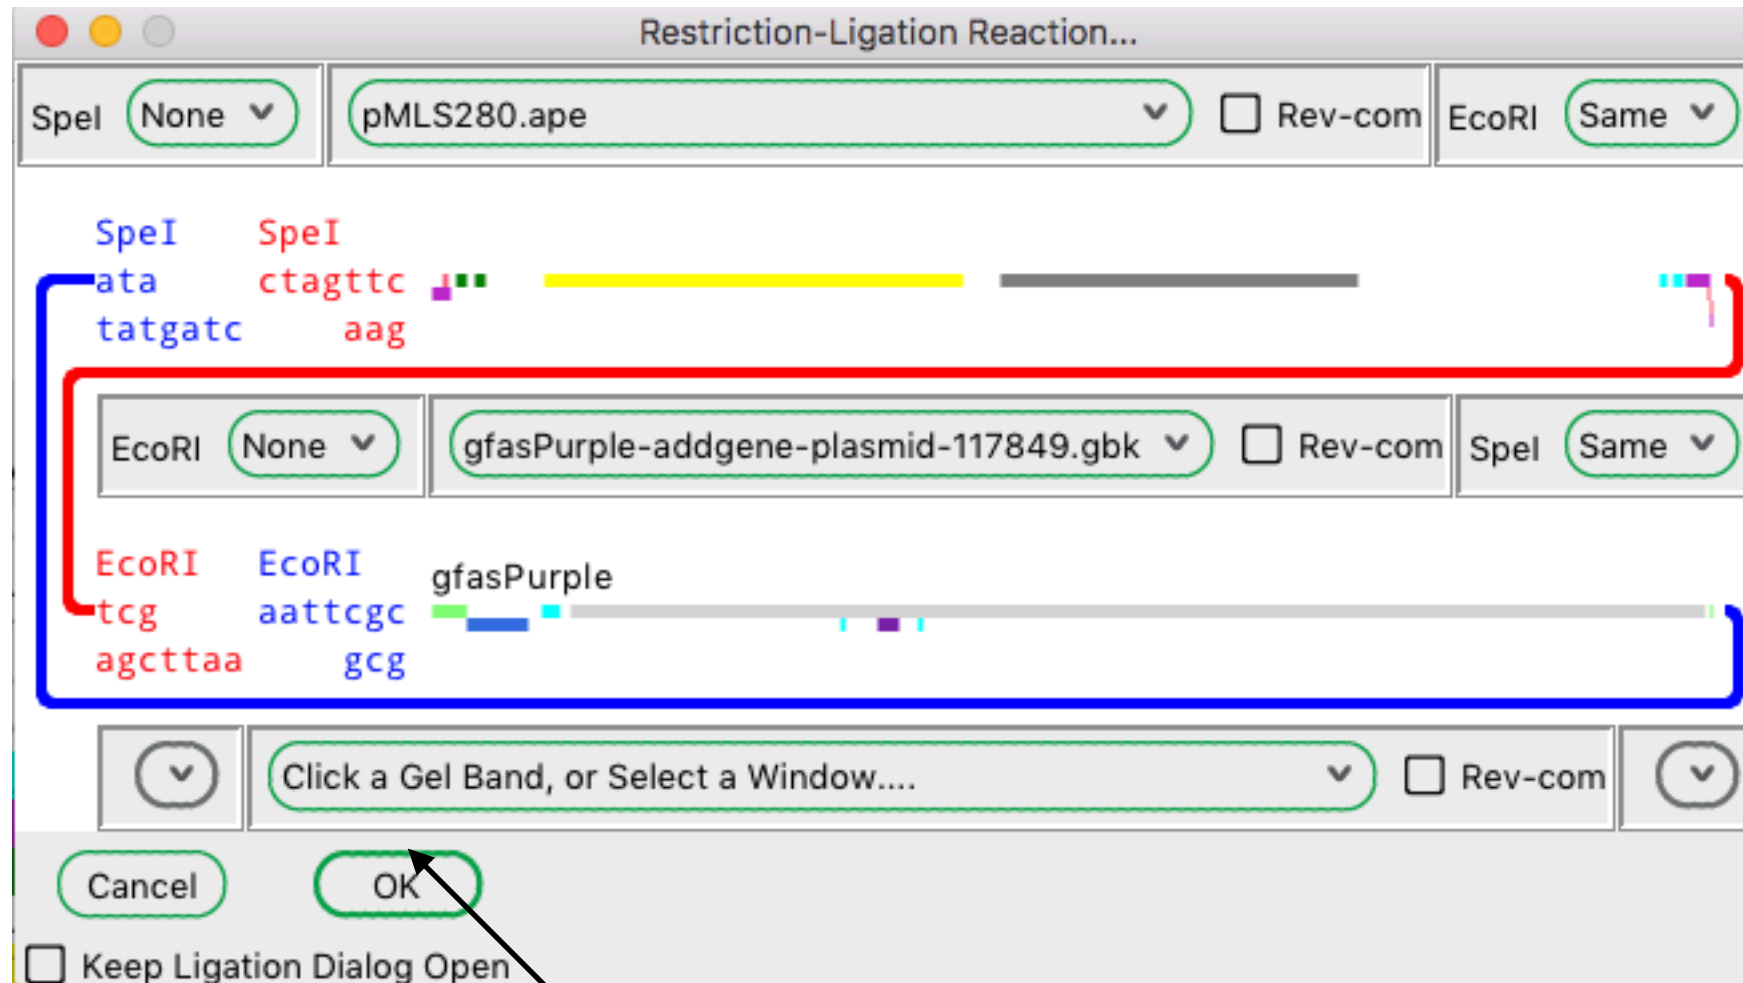 Restriction-Ligation Reaction...
SpeI None pMLS280.ape Rev-com EcoRI Same
SpeI SpeI
ata ctagttc
tatgatc aag
EcoRI None gfasPurple-addgene-plasmid-117849.gbk Rev-com SpeI Same
EcoRI EcoRI gfasPurple
tcg aattcgc
agcttaa gcg
Click a Gel Band, or Select a Window.... Rev-com
Cancel OK
Keep Ligation Dialog Open